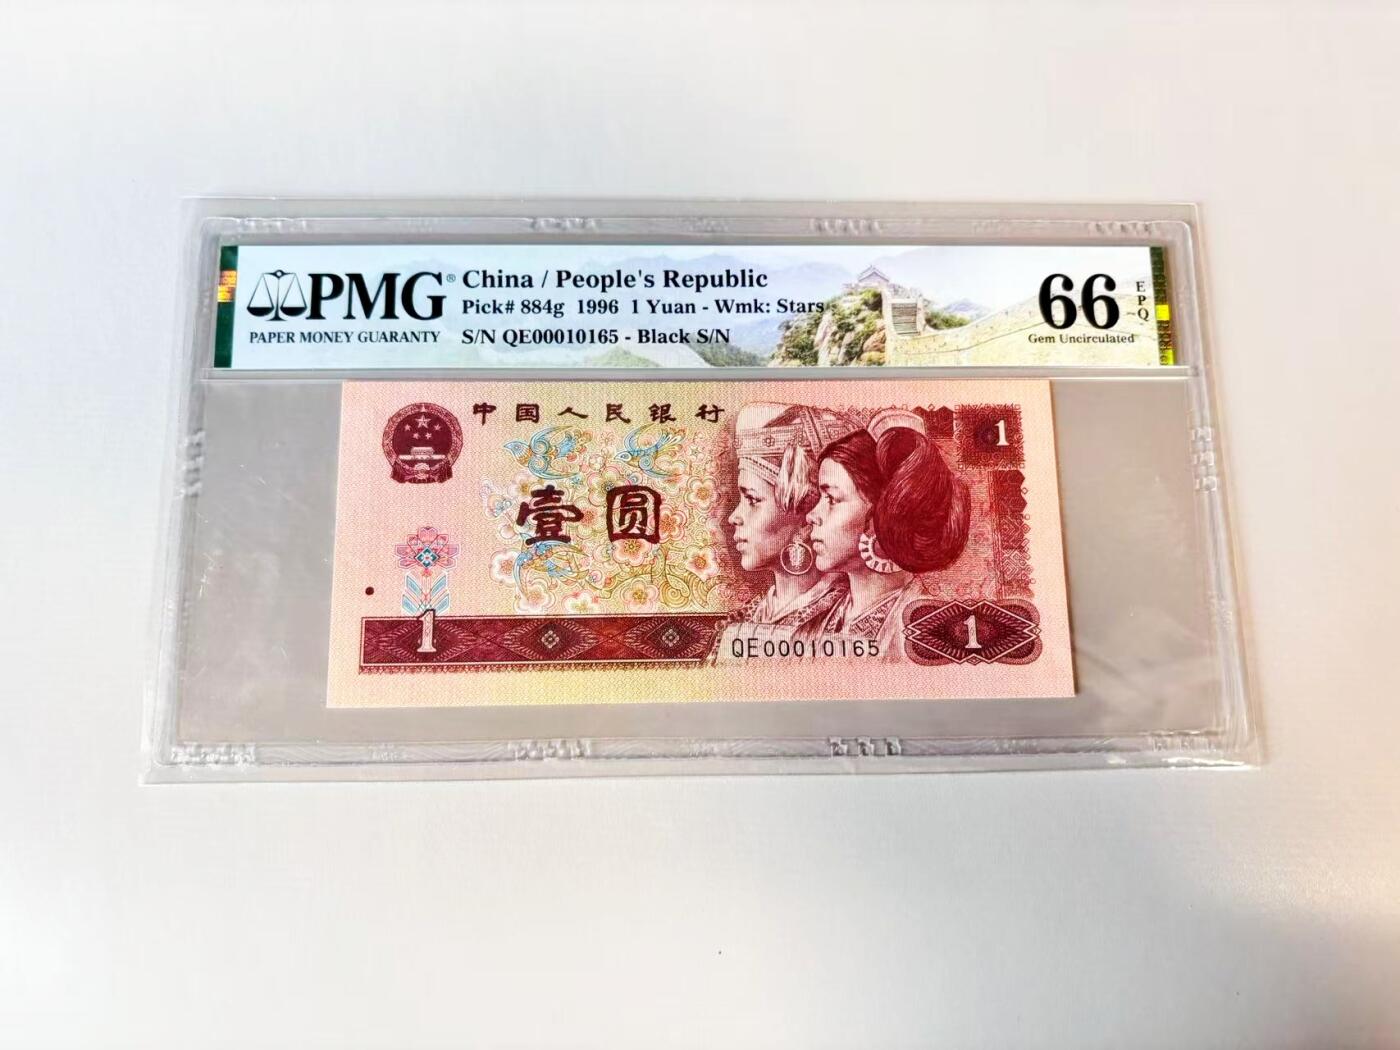 PMG®
PAPER MONEY GUARANTY
China / People's Republic
Pick# 884g 1996 1 Yuan - Wmk: Stars
S/N QE00010165 - Black S/N
66 EPQ
Gem Uncirculated
中国人民银行
1
壹圆
1
QE00010165
1